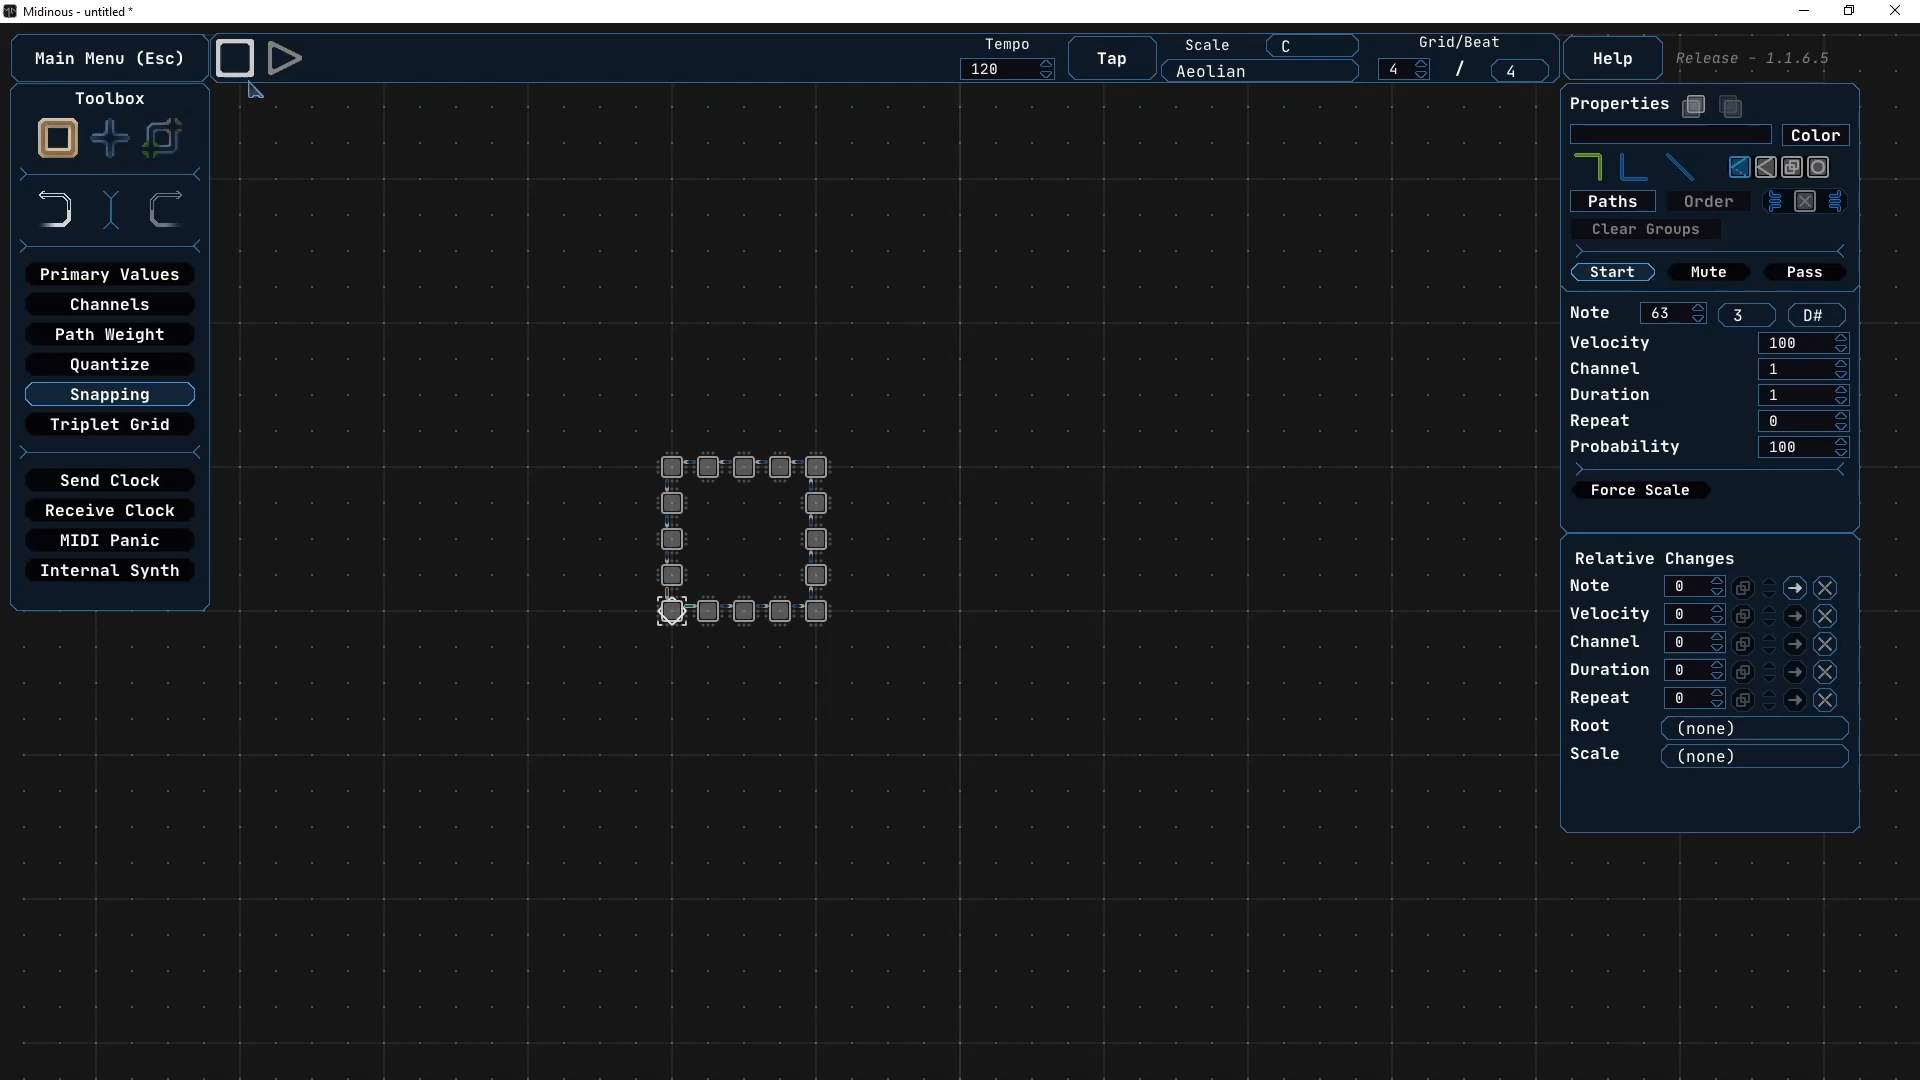 Midinous - untitled *
Main Menu (Esc)
Tempo
120
Tap
Scale
C
Aeolian
Grid/Beat
4 / 4
Help
Release - 1.1.6.5
Toolbox
Primary Values
Channels
Path Weight
Quantize
Snapping
Triplet Grid
Send Clock
Receive Clock
MIDI Panic
Internal Synth
Properties
Color
Paths
Order
Clear Groups
Start
Mute
Pass
Note 63 3 D#
Velocity 100
Channel 1
Duration 1
Repeat 0
Probability 100
Force Scale
Relative Changes
Note 0
Velocity 0
Channel 0
Duration 0
Repeat 0
Root (none)
Scale (none)